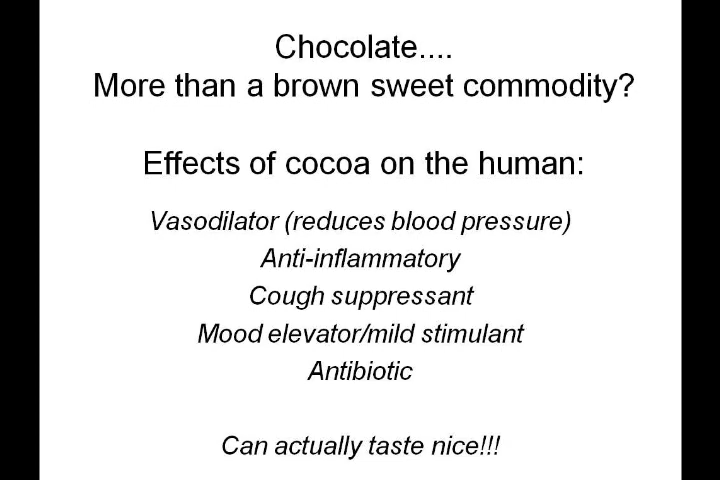 Chocolate....
More than a brown sweet commodity?
Effects of cocoa on the human:
Vasodilator (reduces blood pressure)
Anti-inflammatory
Cough suppressant
Mood elevator/mild stimulant
Antibiotic
Can actually taste nice!!!